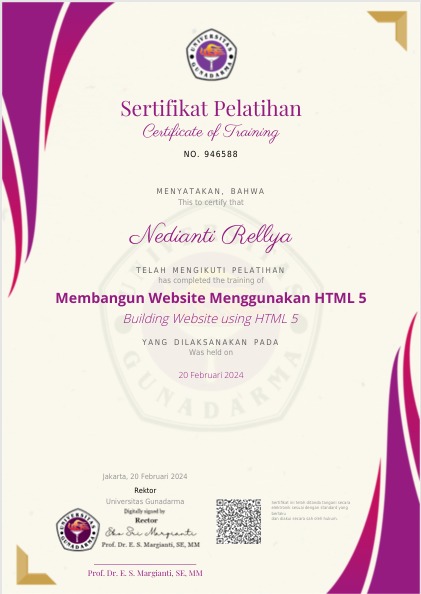 UNIVERSITAS GUNADARMA
Sertifikat Pelatihan
Certificate of Training
NO. 946588
MENYATAKAN, BAHWA
This to certify that
Nedianti Rellya
TELAH MENGIKUTI PELATIHAN
has completed the training of
Membangun Website Menggunakan HTML 5
Building Website using HTML 5
YANG DILAKSANAKAN PADA
Was held on
GUNADARMA
20 Februari 2024
Jakarta, 20 Februari 2024
Rektor
Universitas Gunadarma
Digitally signed by
Rektor
Prof. Dr. E. S. Margianti, SE, MM
Prof. Dr. E. S. Margianti, SE, MM